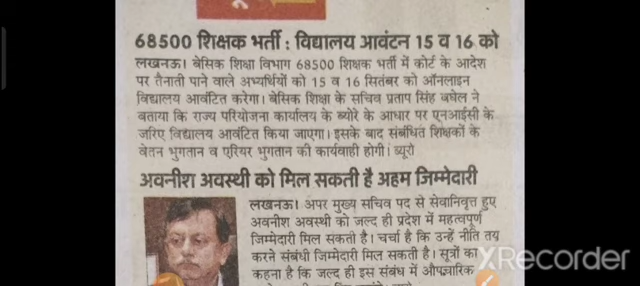 68500 शिक्षक भर्ती : विद्यालय आवंटन 15 व 16 को
लखनऊ। बेसिक शिक्षा विभाग 68500 शिक्षक भर्ती में कोर्ट के आदेश
पर तैनाती पाने वाले अभ्यर्थियों को 15 व 16 सितंबर को ऑनलाइन
विद्यालय आवंटित करेगा। बेसिक शिक्षा के सचिव प्रताप सिंह बघेल ने
बताया कि राज्य परियोजना कार्यालय के ब्योरे के आधार पर एनआईसी के
जरिए विद्यालय आवंटित किया जाएगा। इसके बाद संबंधित शिक्षकों के
वेतन भुगतान व एरियर भुगतान की कार्यवाही होगी। ब्यूरो
अवनीश अवस्थी को मिल सकती है अहम जिम्मेदारी
लखनऊ। अपर मुख्य सचिव पद से सेवानिवृत्त हुए
अवनीश अवस्थी को जल्द ही प्रदेश में महत्वपूर्ण
जिम्मेदारी मिल सकती है। चर्चा है कि उन्हें नीति तय
करने संबंधी जिम्मेदारी मिल सकती है। सूत्रों का
कहना है कि जल्द ही इस संबंध में औपचारिक
XRecorder